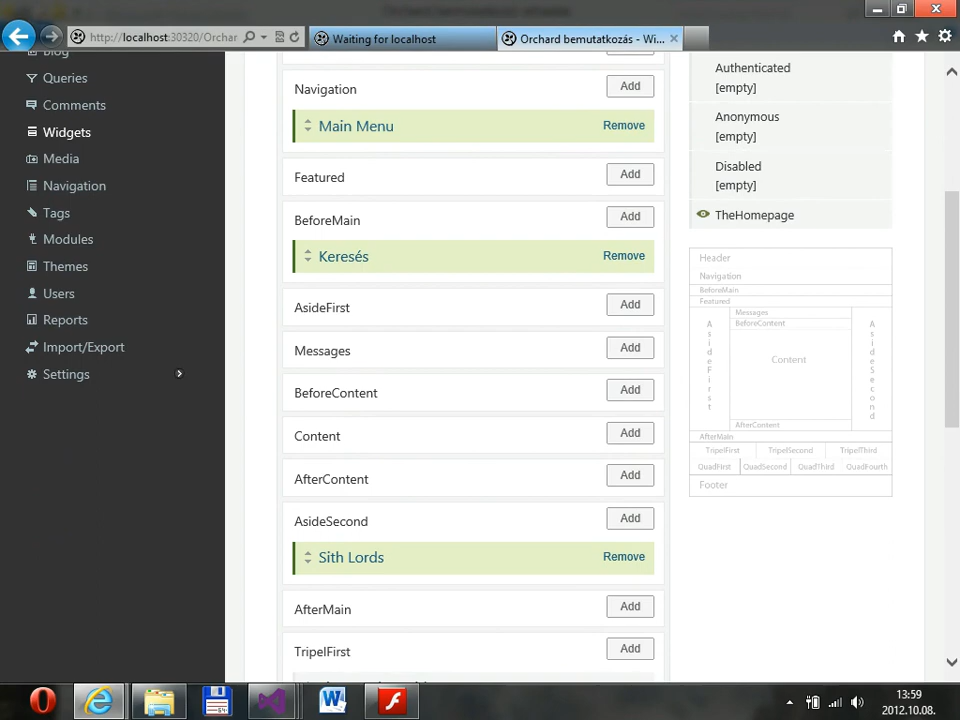 http://localhost:30320/Orchar
Waiting for localhost
Orchard bemutatkozás - Wi...
Blog
Queries
Comments
Widgets
Media
Navigation
Tags
Modules
Themes
Users
Reports
Import/Export
Settings
Navigation
Add
Main Menu
Remove
Featured
Add
BeforeMain
Add
Keresés
Remove
AsideFirst
Add
Messages
Add
BeforeContent
Add
Content
Add
AfterContent
Add
AsideSecond
Add
Sith Lords
Remove
AfterMain
Add
TripelFirst
Add
Authenticated
[empty]
Anonymous
[empty]
Disabled
[empty]
TheHomepage
Header
Navigation
BeforeMain
Featured
Messages
BeforeContent
AsideFirst
Content
AsideSecond
AfterContent
AfterMain
TripelFirst
TripelSecond
TripelThird
QuadFirst
QuadSecond
QuadThird
QuadFourth
Footer
13:59
2012.10.08.